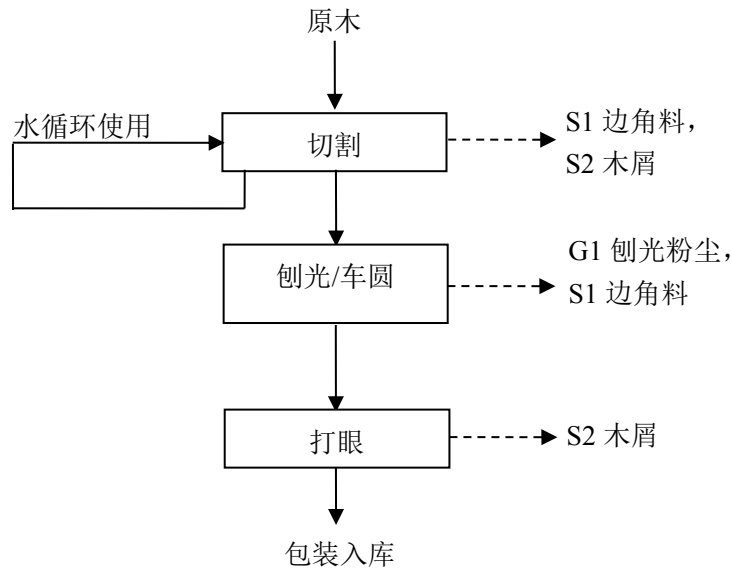 原木
水循环使用
切割
S1 边角料，
S2 木屑
刨光/车圆
G1 刨光粉尘，
S1 边角料
打眼
S2 木屑
包装入库